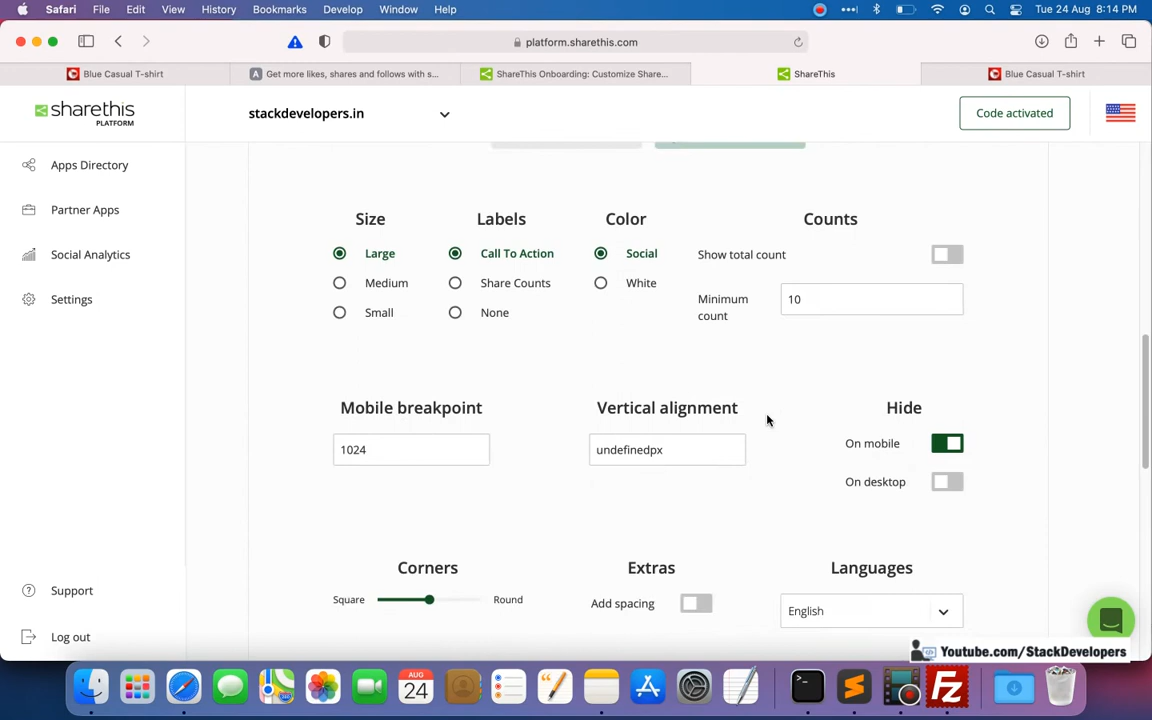 Safari File Edit View History Bookmarks Develop Window Help Tue 24 Aug 8:14 PM
platform.sharethis.com
Blue Casual T-shirt Get more likes, shares and follows with s... ShareThis Onboarding: Customize Share... ShareThis Blue Casual T-shirt
sharethis
PLATFORM
stackdevelopers.in
Code activated
Apps Directory
Partner Apps
Social Analytics
Settings
Size Labels Color Counts
Large Call To Action Social Show total count
Medium Share Counts White Minimum count 10
Small None
Mobile breakpoint Vertical alignment Hide
1024 undefinedpx On mobile
On desktop
Corners Extras Languages
Square Round Add spacing English
Support
Log out
Youtube.com/StackDevelopers
AUG
24
Fz